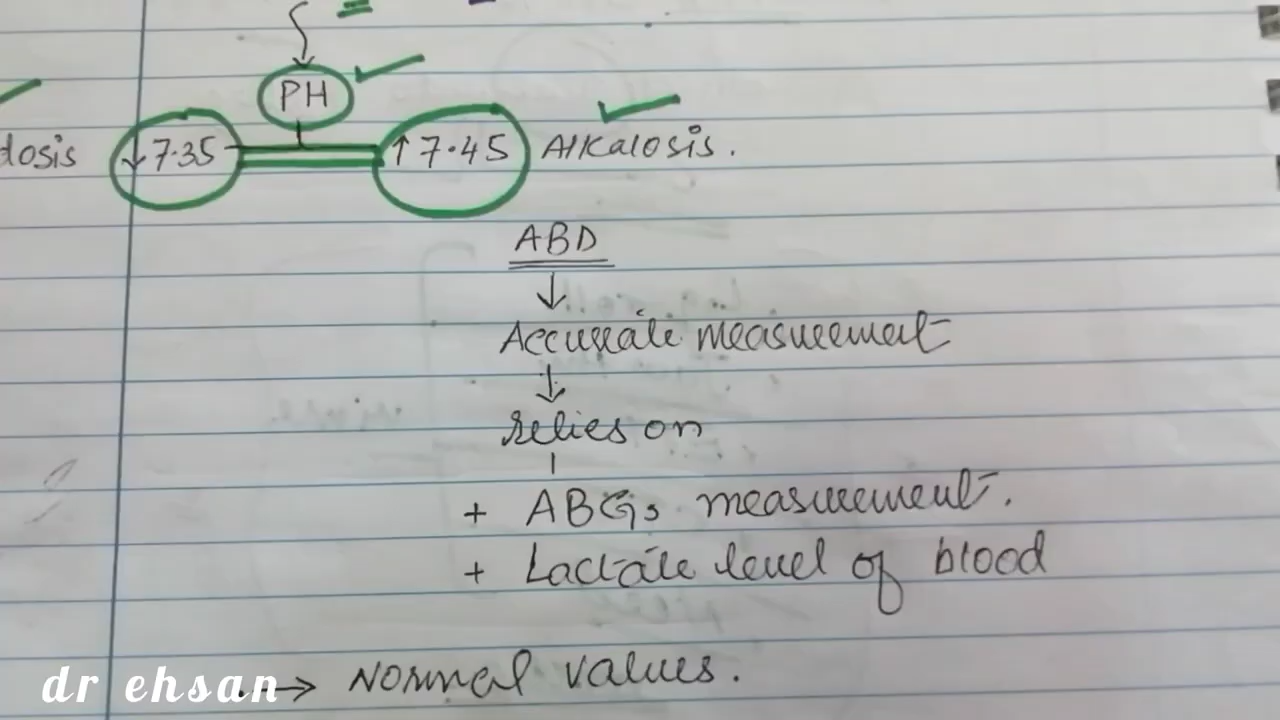 PH
dosis ↓7.35 ↑7.45 Alkalosis.
ABD
↓
Accurate measurement
↓
relies on
+ ABGs measurement.
+ Lactate level of blood
dr ehsan → Normal values.